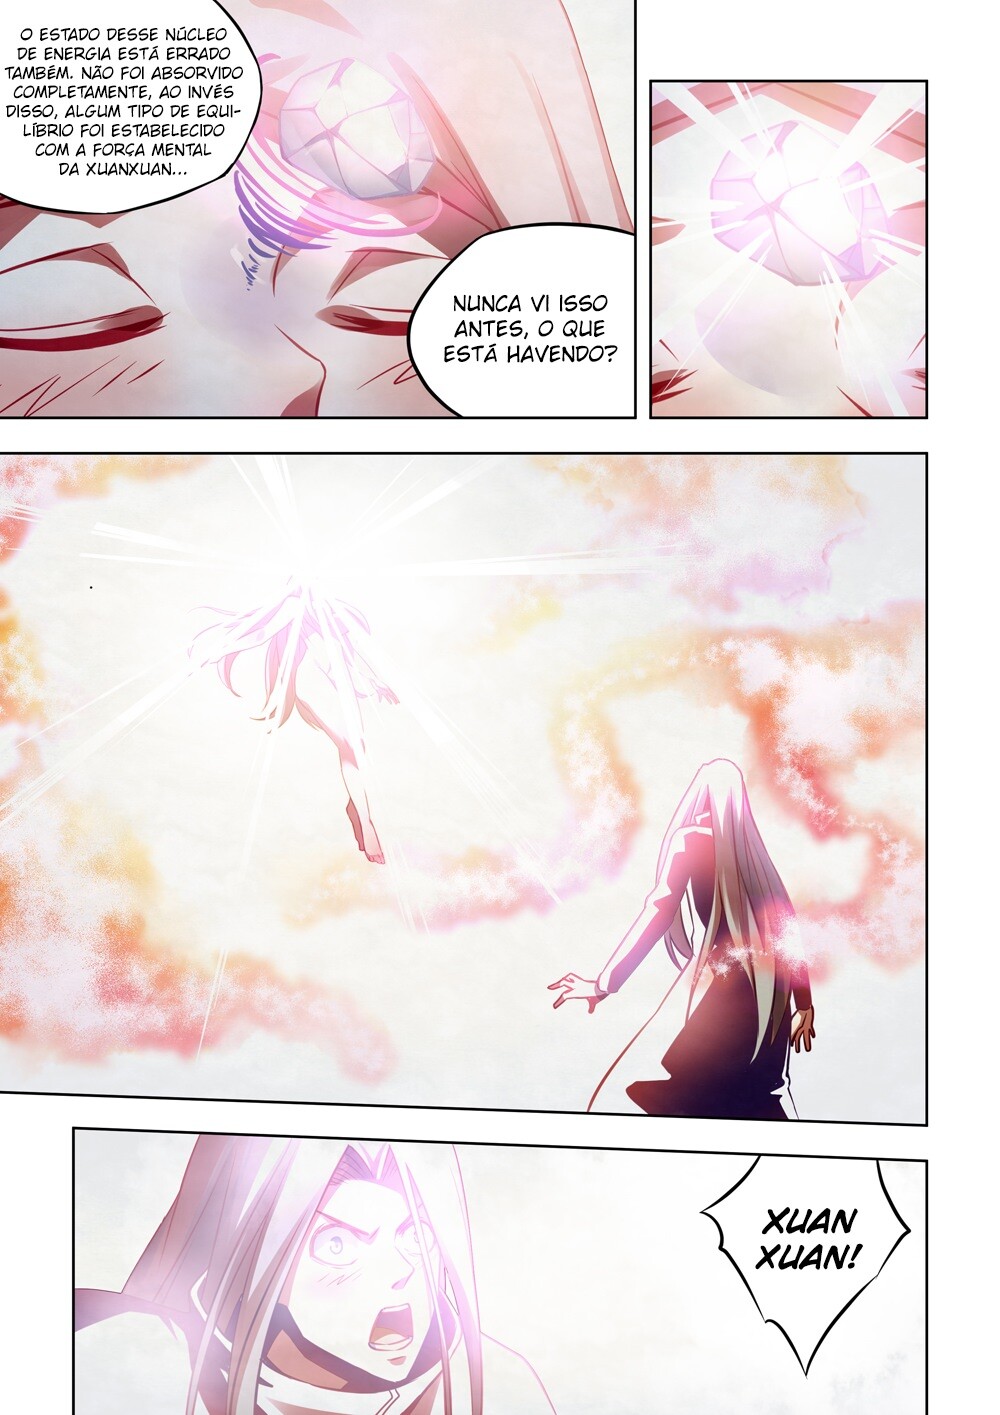 O ESTADO DESSE NÚCLEO
DE ENERGIA ESTÁ ERRADO
TAMBÉM. NÃO FOI ABSORVIDO
COMPLETAMENTE, AO INVÉS
DISSO, ALGUM TIPO DE EQUI-
LÍBRIO FOI ESTABELECIDO
COM A FORÇA MENTAL
DA XUANXUAN...
NUNCA VI ISSO
ANTES, O QUE
ESTÁ HAVENDO?
XUAN
XUAN!